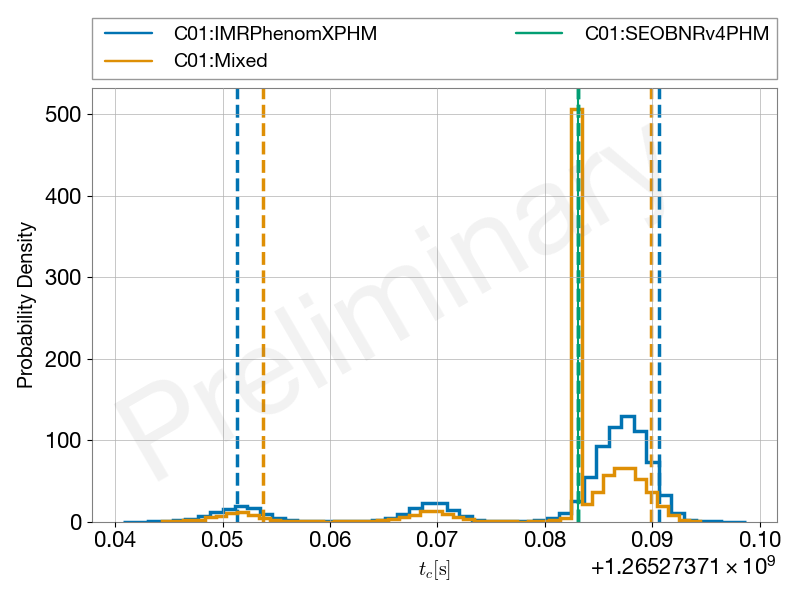 C01:IMRPhenomXPHM
C01:Mixed
C01:SEOBNRv4PHM
Preliminary
Probability Density
500
400
300
200
100
0
0.04 0.05 0.06 0.07 0.08 0.09 0.10
t_c[s]
+1.26527371 × 10⁹